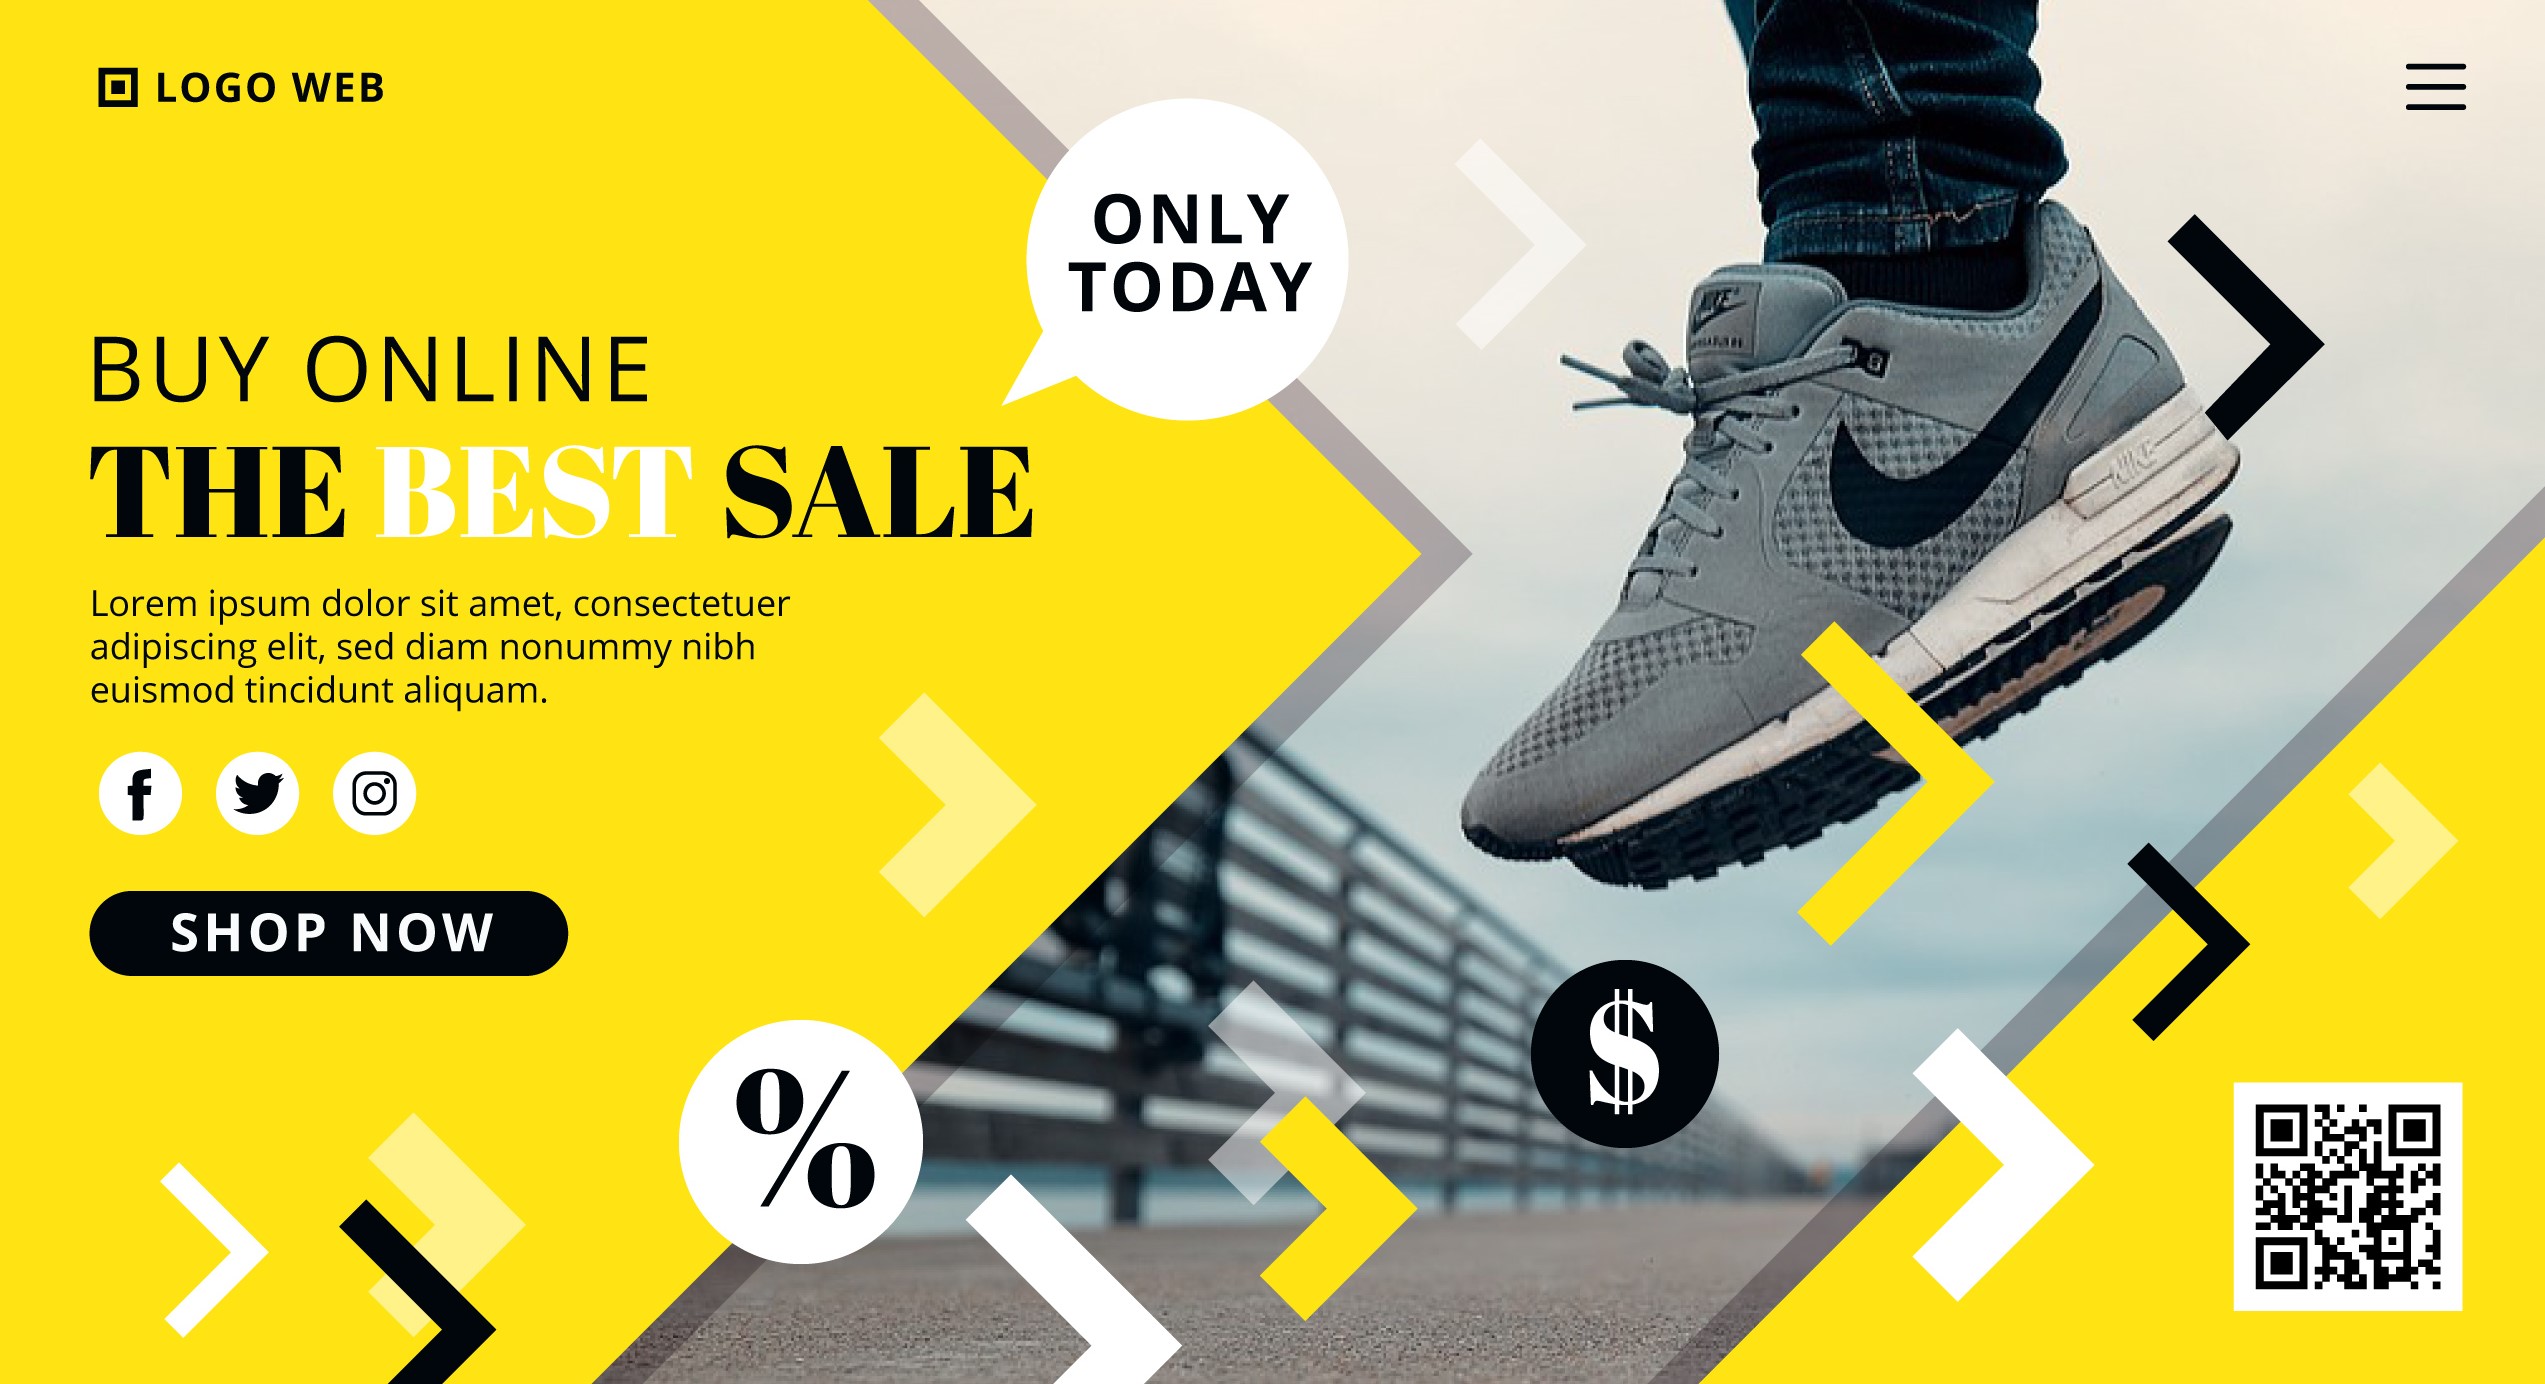 LOGO WEB
ONLY
TODAY
BUY ONLINE
THE BEST SALE
Lorem ipsum dolor sit amet, consectetuer
adipiscing elit, sed diam nonummy nibh
euismod tincidunt aliquam.
SHOP NOW
%
$
NIKE